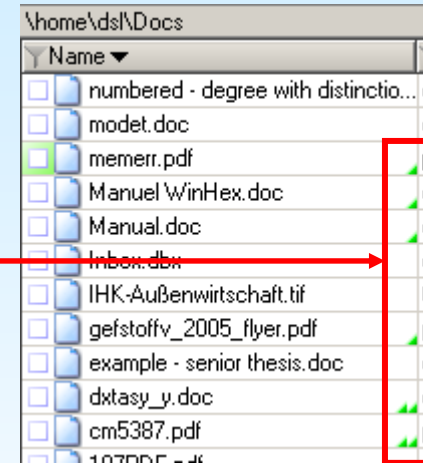 \home\dsl\Docs
Name
numbered - degree with distinctio...
modet.doc
memerr.pdf
Manuel WinHex.doc
Manual.doc
Inbox.dbx
IHK-Außenwirtschaft.tif
gefstoffv_2005_flyer.pdf
example - senior thesis.doc
dxtasy_y.doc
cm5387.pdf